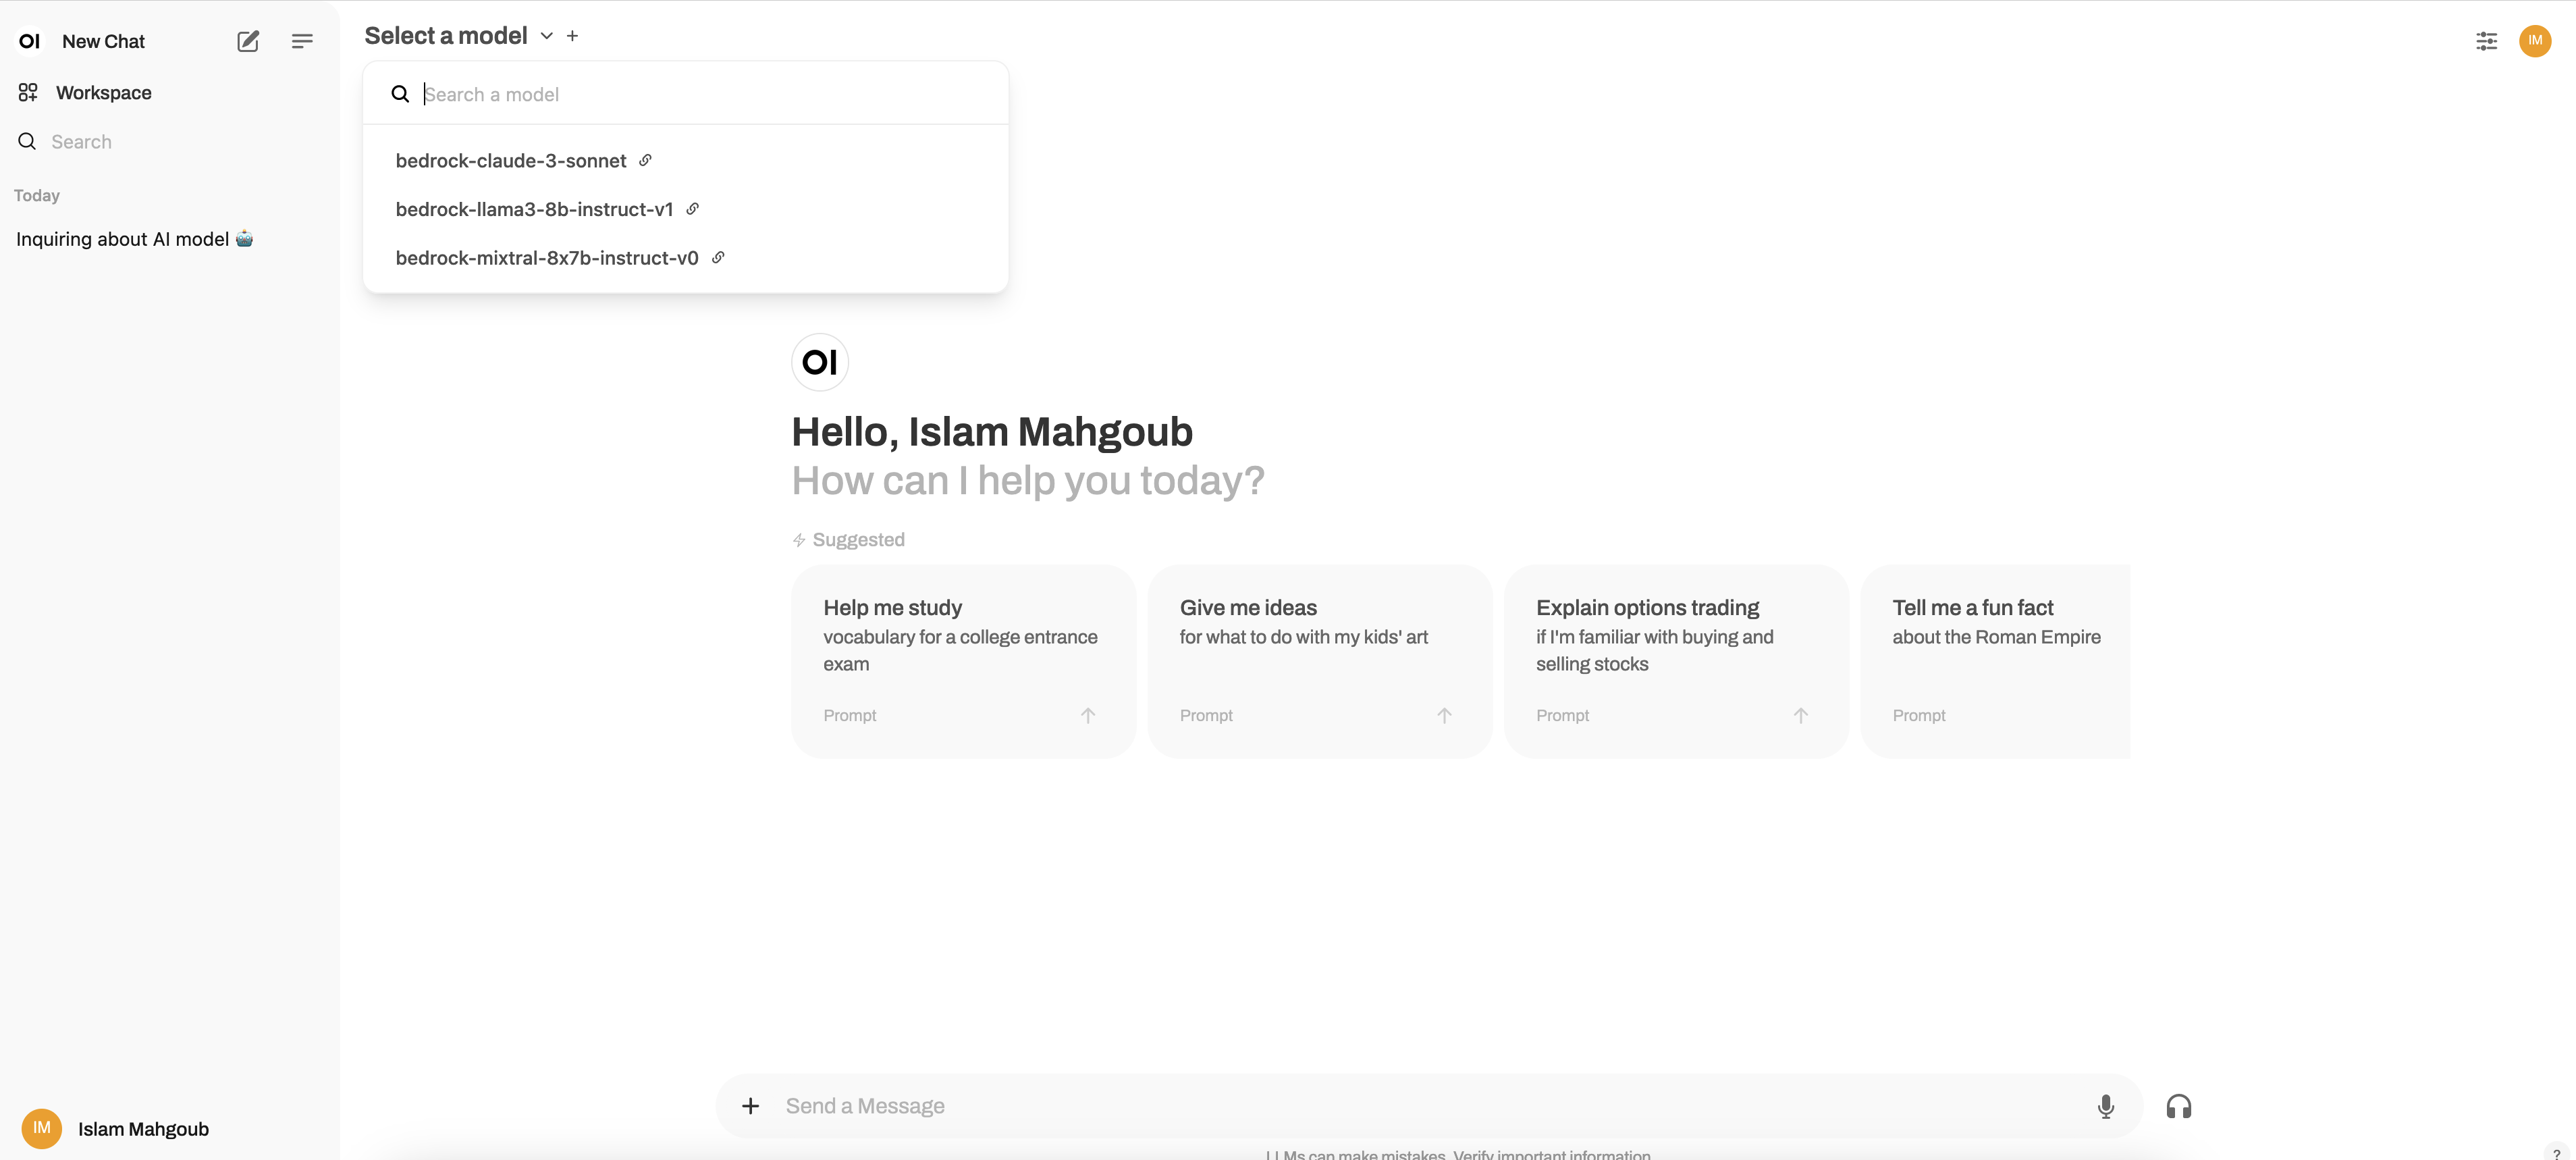 OI New Chat
Workspace
Search
Today
Inquiring about AI model 🤖
IM Islam Mahgoub
Select a model
IM
Search a model
bedrock-claude-3-sonnet
bedrock-llama3-8b-instruct-v1
bedrock-mixtral-8x7b-instruct-v0
OI
Hello, Islam Mahgoub
How can I help you today?
Suggested
Help me study
vocabulary for a college entrance
exam
Prompt
Give me ideas
for what to do with my kids' art
Prompt
Explain options trading
if I'm familiar with buying and
selling stocks
Prompt
Tell me a fun fact
about the Roman Empire
Prompt
Send a Message
LLMs can make mistakes. Verify important information.
?